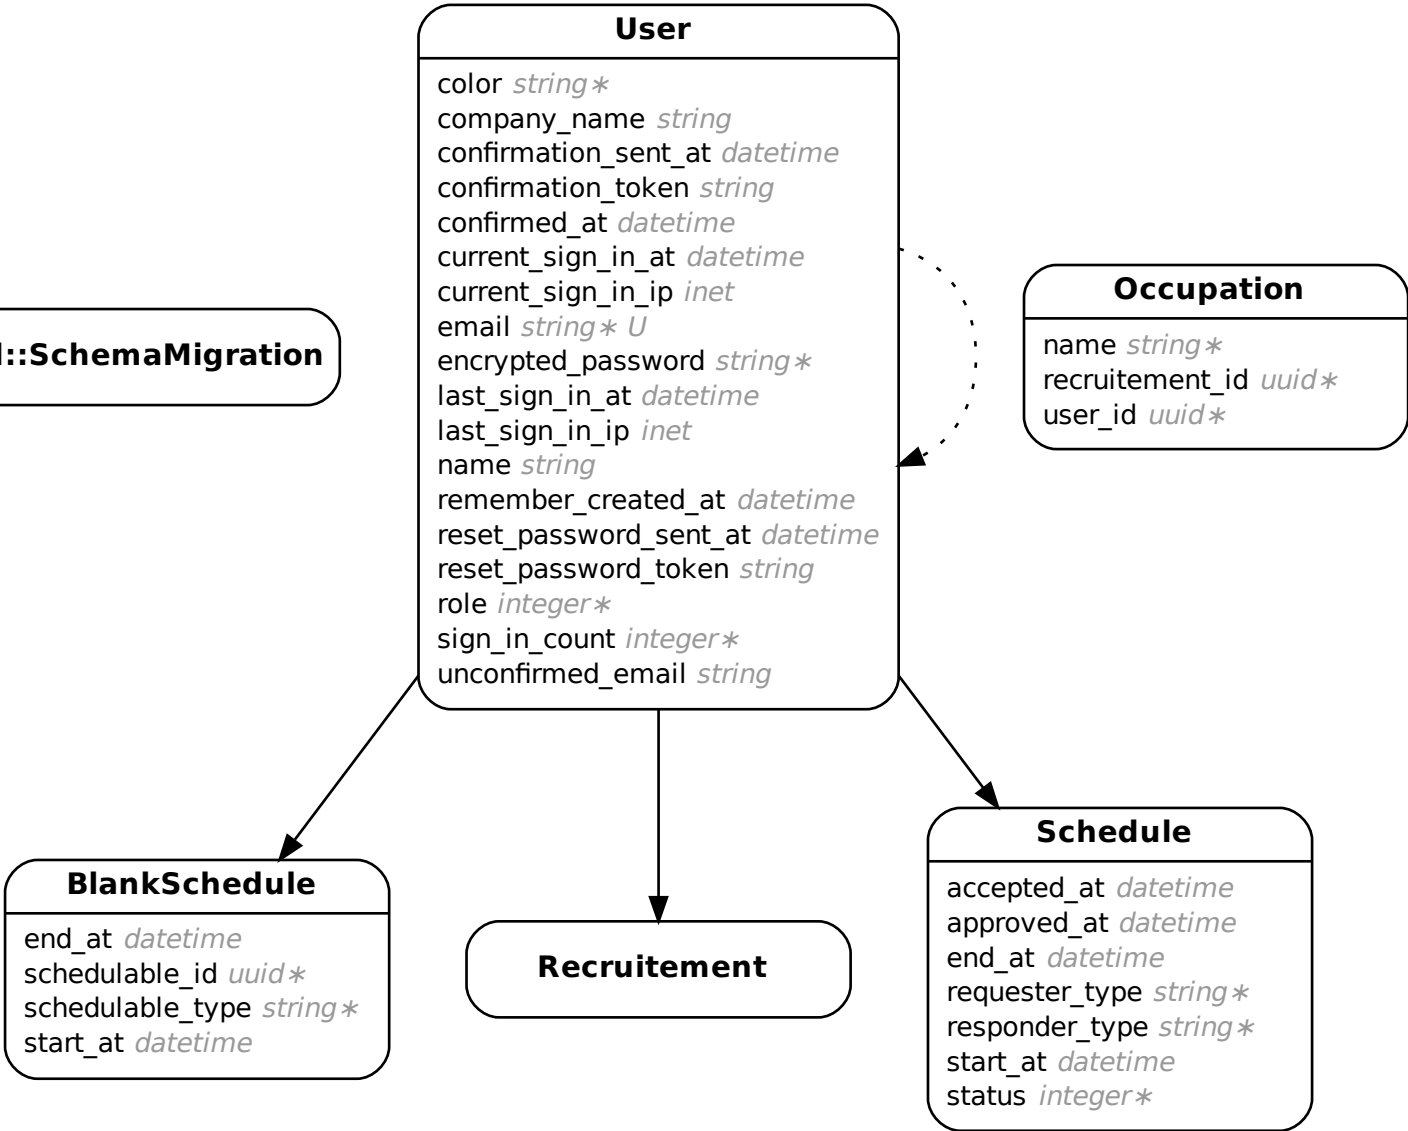 User
color string∗
company_name string
confirmation_sent_at datetime
confirmation_token string
confirmed_at datetime
current_sign_in_at datetime
current_sign_in_ip inet
email string∗ U
encrypted_password string∗
last_sign_in_at datetime
last_sign_in_ip inet
name string
remember_created_at datetime
reset_password_sent_at datetime
reset_password_token string
role integer∗
sign_in_count integer∗
unconfirmed_email string
::SchemaMigration
Occupation
name string∗
recruitement_id uuid∗
user_id uuid∗
BlankSchedule
end_at datetime
schedulable_id uuid∗
schedulable_type string∗
start_at datetime
Recruitement
Schedule
accepted_at datetime
approved_at datetime
end_at datetime
requester_type string∗
responder_type string∗
start_at datetime
status integer∗